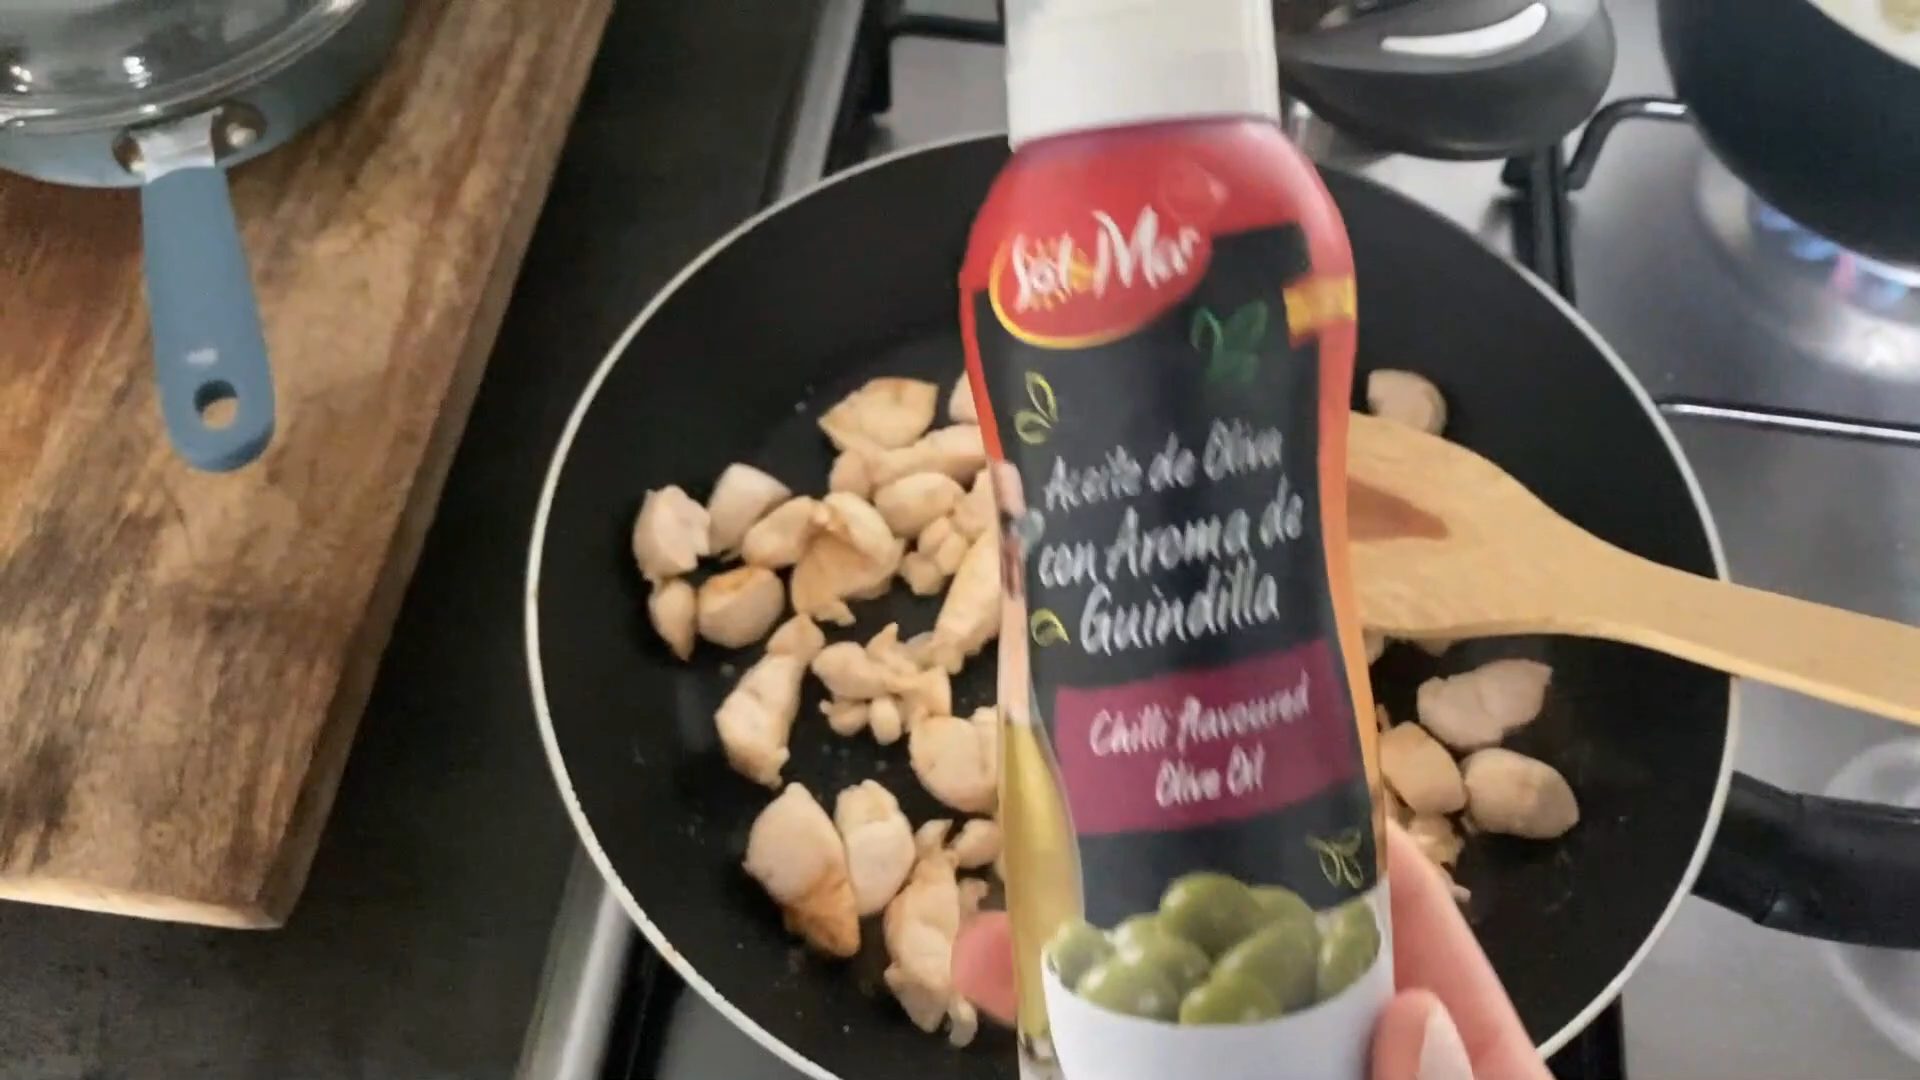 Sol & Mar
Aceite de Oliva
con Aroma de
Guindilla
Chilli flavoured
Olive Oil